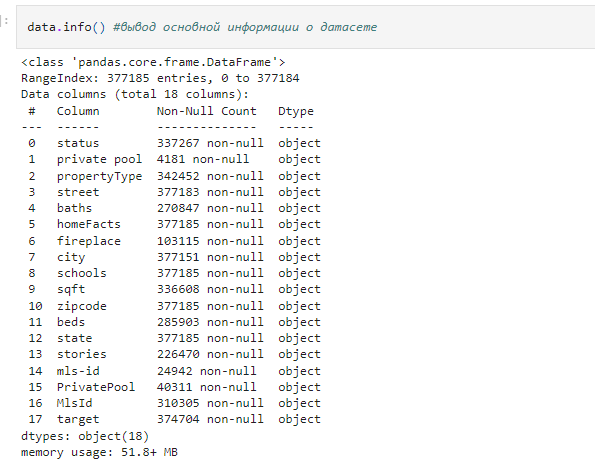 ]:
data.info() #вывод основной информации о датасете
<class 'pandas.core.frame.DataFrame'>
RangeIndex: 377185 entries, 0 to 377184
Data columns (total 18 columns):
 #   Column        Non-Null Count   Dtype
---  ------        --------------   -----
 0   status        337267 non-null  object
 1   private pool  4181 non-null    object
 2   propertyType  342452 non-null  object
 3   street        377183 non-null  object
 4   baths         270847 non-null  object
 5   homeFacts     377185 non-null  object
 6   fireplace     103115 non-null  object
 7   city          377151 non-null  object
 8   schools       377185 non-null  object
 9   sqft          336608 non-null  object
 10  zipcode       377185 non-null  object
 11  beds          285903 non-null  object
 12  state         377185 non-null  object
 13  stories       226470 non-null  object
 14  mls-id        24942 non-null   object
 15  PrivatePool   40311 non-null   object
 16  MlsId         310305 non-null  object
 17  target        374704 non-null  object
dtypes: object(18)
memory usage: 51.8+ MB